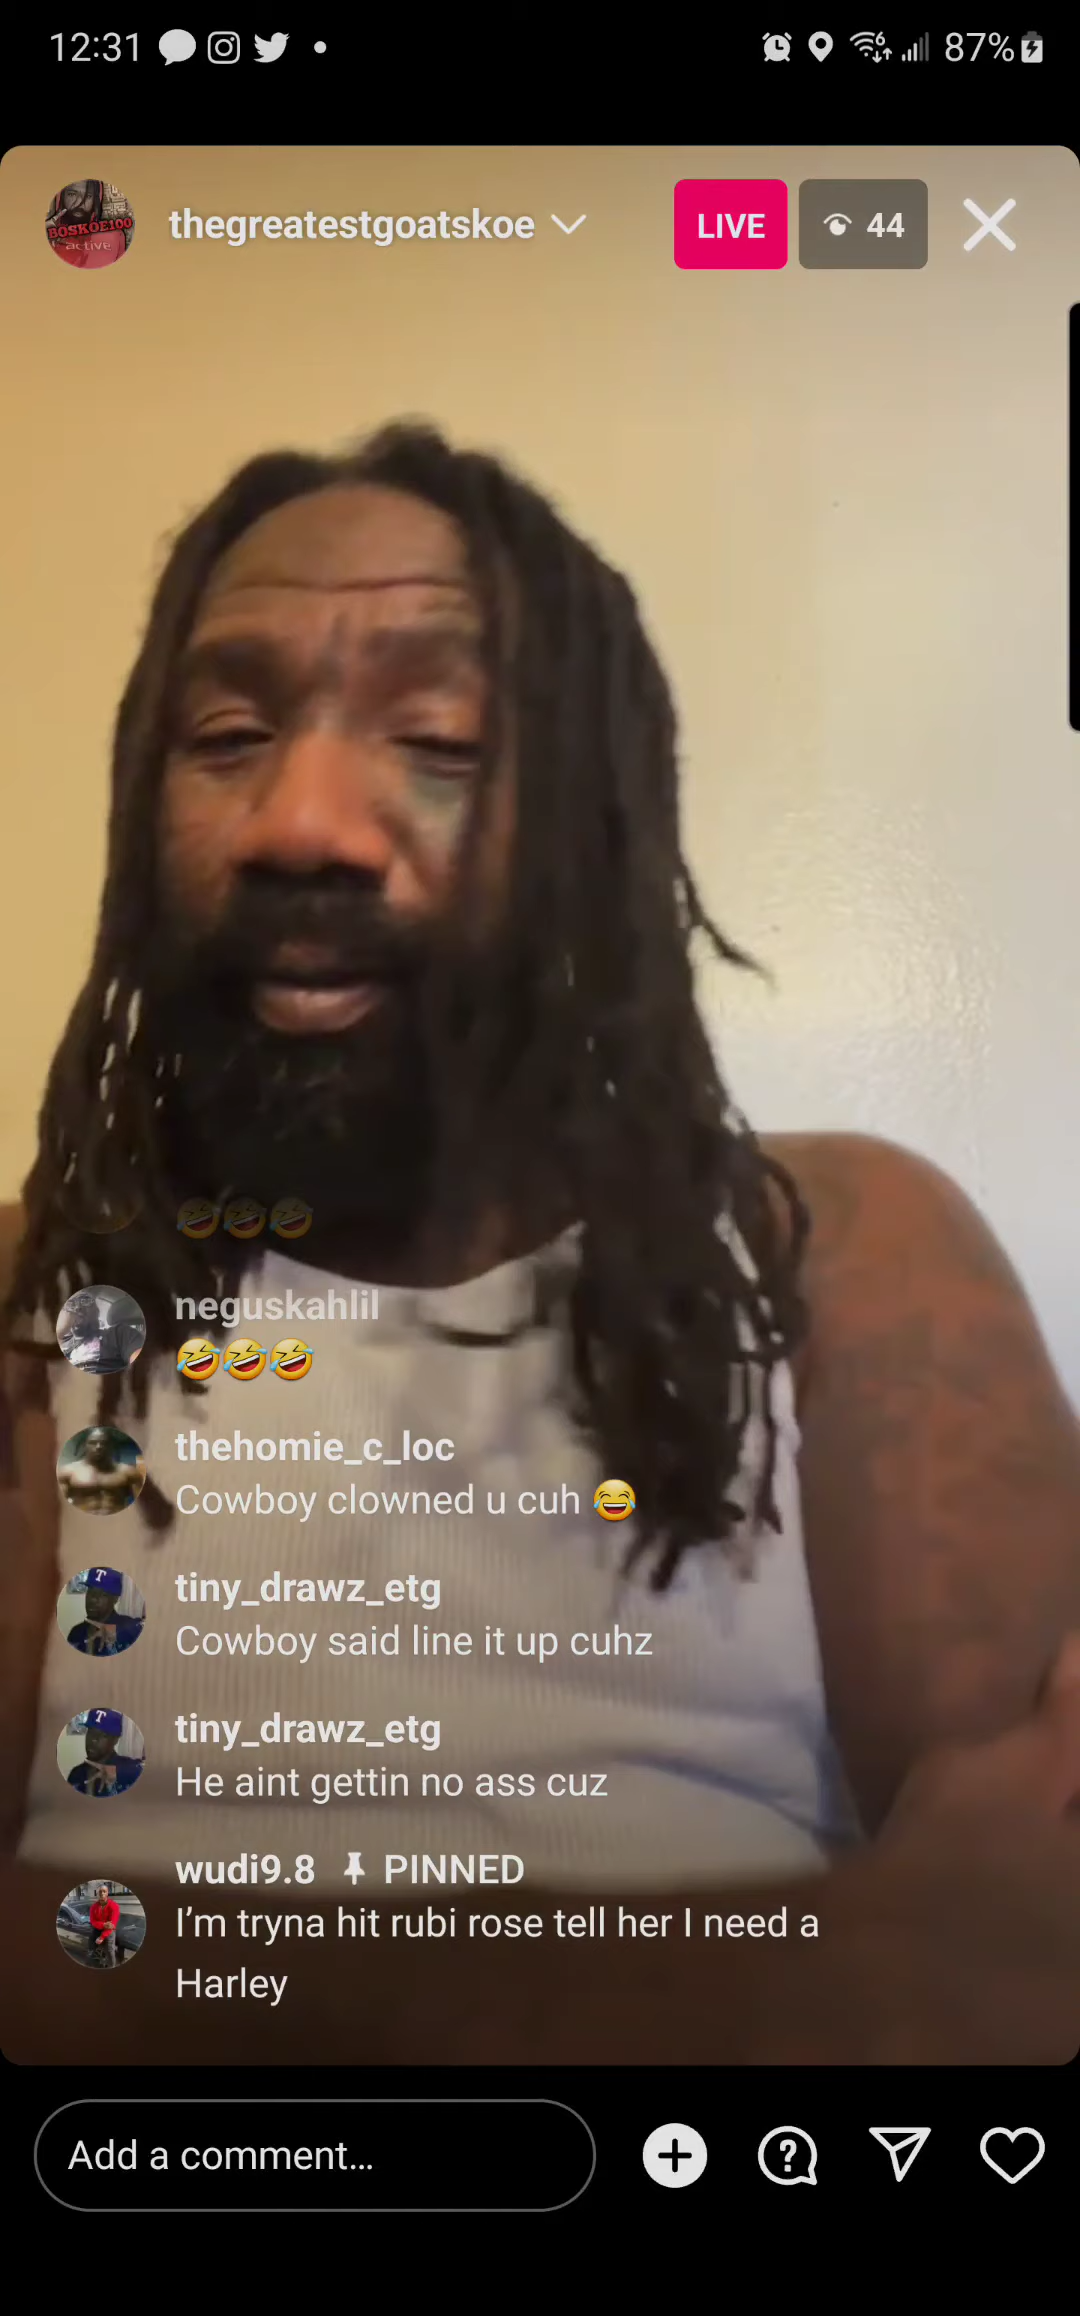 12:31
87%
BOSKOE100
active
thegreatestgoatskoe
LIVE
44
🤣🤣🤣
neguskahlil
🤣🤣🤣
thehomie_c_loc
Cowboy clowned u cuh 😂
T
tiny_drawz_etg
Cowboy said line it up cuhz
T
tiny_drawz_etg
He aint gettin no ass cuz
wudi9.8 PINNED
I'm tryna hit rubi rose tell her I need a
Harley
Add a comment...